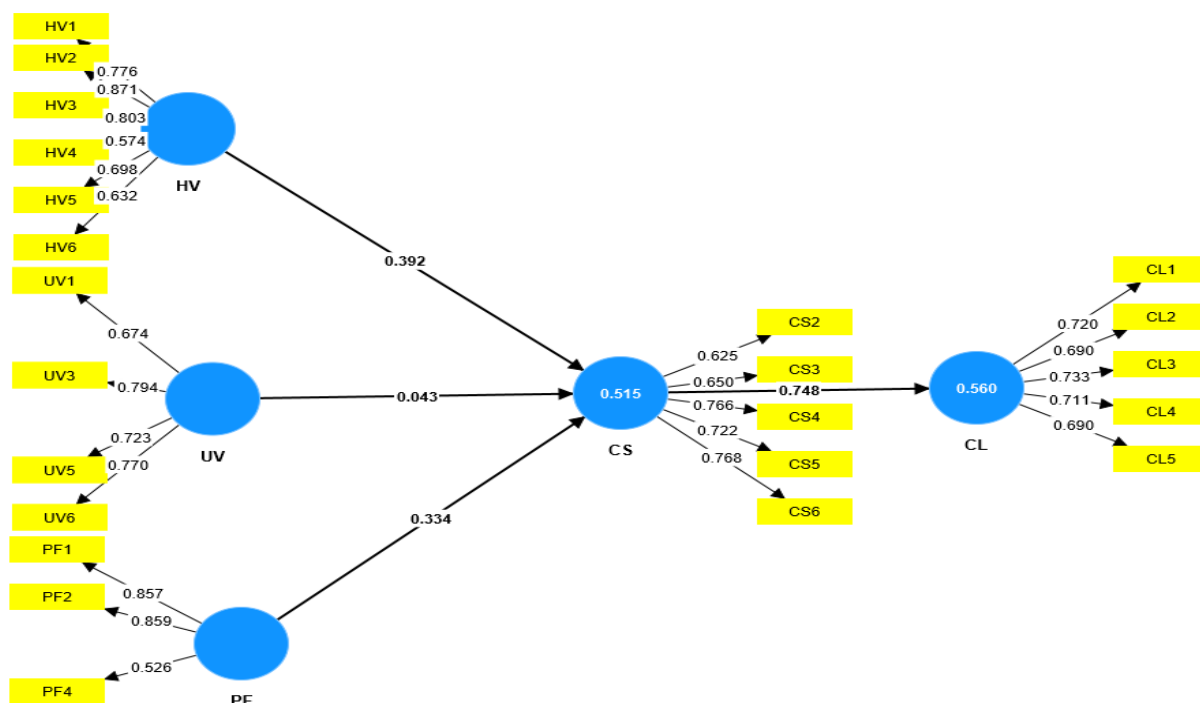 HV1
HV2
HV3
HV4
HV5
HV6
0.776
0.871
0.803
0.574
0.698
0.632
HV
0.392
UV1
UV3
UV5
UV6
0.674
0.794
0.723
0.770
UV
0.043
PF1
PF2
PF4
0.857
0.859
0.526
PF
0.334
0.515
CS
0.625
0.650
0.766
0.722
0.768
CS2
CS3
CS4
CS5
CS6
0.748
0.560
CL
0.720
0.690
0.733
0.711
0.690
CL1
CL2
CL3
CL4
CL5